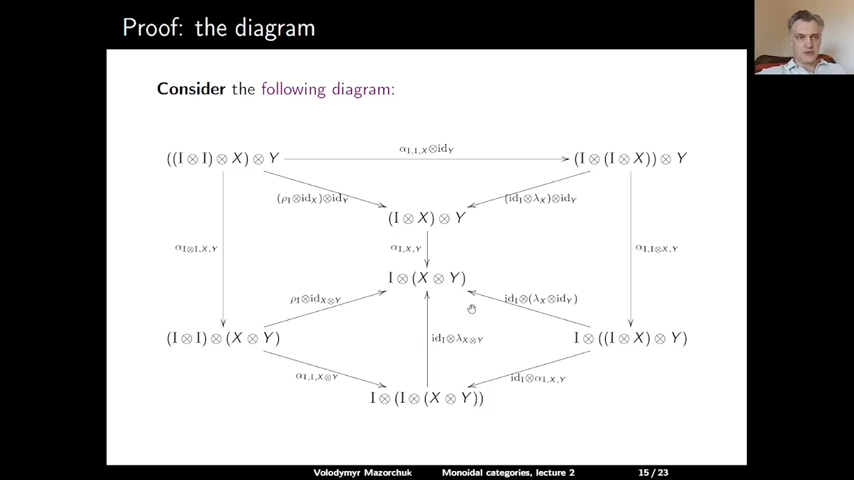 Proof: the diagram
Consider the following diagram:
α_{I,I,X}⊗id_Y
((I ⊗ I) ⊗ X) ⊗ Y
(I ⊗ (I ⊗ X)) ⊗ Y
(ρ_I⊗id_X)⊗id_Y
(id_I⊗λ_X)⊗id_Y
(I ⊗ X) ⊗ Y
α_{I⊗I,X,Y}
α_{I,X,Y}
α_{I,I⊗X,Y}
I ⊗ (X ⊗ Y)
ρ_I⊗id_{X⊗Y}
id_I⊗(λ_X⊗id_Y)
(I ⊗ I) ⊗ (X ⊗ Y)
id_I⊗λ_{X⊗Y}
I ⊗ ((I ⊗ X) ⊗ Y)
α_{I,I,X⊗Y}
id_I⊗α_{I,X,Y}
I ⊗ (I ⊗ (X ⊗ Y))
Volodymyr Mazorchuk Monoidal categories, lecture 2 15 / 23